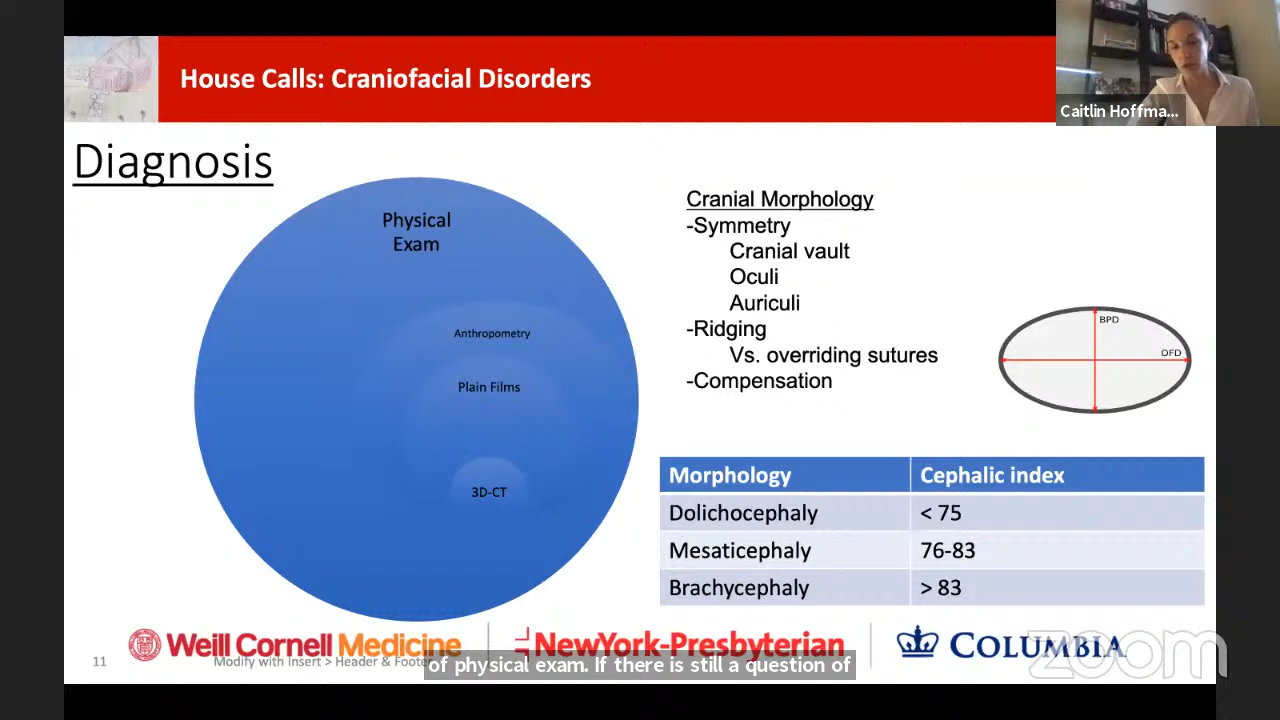 House Calls: Craniofacial Disorders
Caitlin Hoffma...
Diagnosis
Physical
Exam
Anthropometry
Plain Films
3D-CT
Cranial Morphology
-Symmetry
Cranial vault
Oculi
Auriculi
-Ridging
Vs. overriding sutures
-Compensation
BPD
OFD
Morphology Cephalic index
Dolichocephaly < 75
Mesaticephaly 76-83
Brachycephaly > 83
Weill Cornell Medicine
NewYork-Presbyterian
COLUMBIA
11
Modify with Insert > Header & Footer
of physical exam. If there is still a question of
zoom